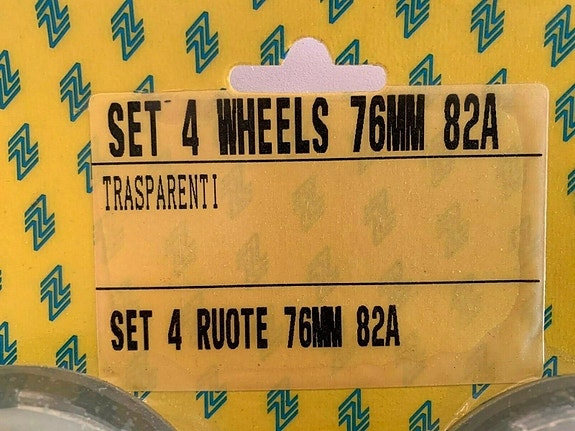 SET 4 WHEELS 76MM 82A
TRASPARENTI
SET 4 RUOTE 76MM 82A